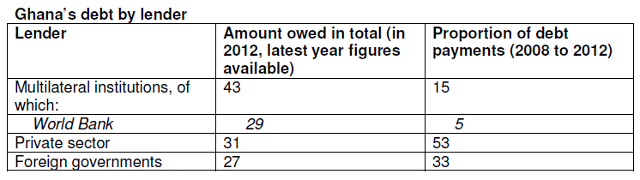 Ghana's debt by lender
Lender Amount owed in total (in 2012, latest year figures available) Proportion of debt payments (2008 to 2012)
Multilateral institutions, of which: 43 15
World Bank 29 5
Private sector 31 53
Foreign governments 27 33